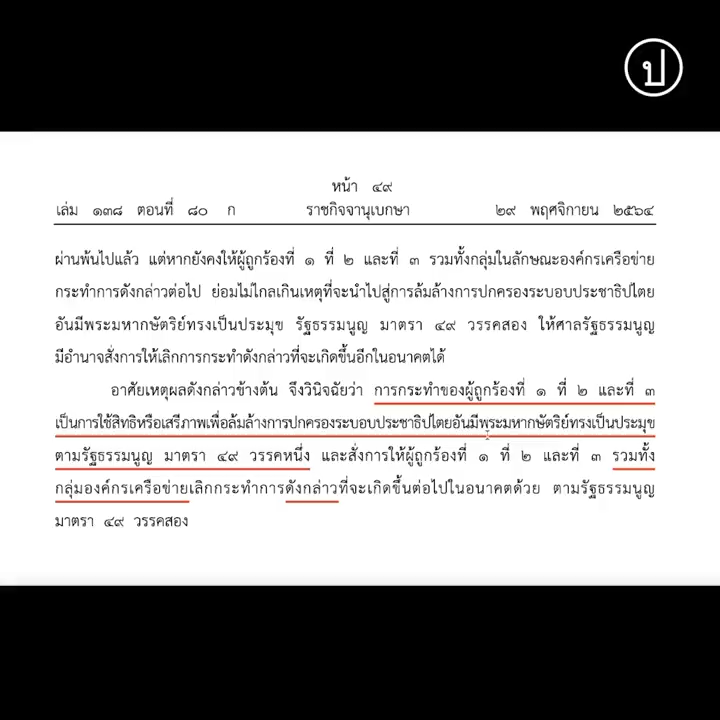 ป
หน้า ๔๙
เล่ม ๑๓๘ ตอนที่ ๘๐ ก ราชกิจจานุเบกษา ๒๙ พฤศจิกายน ๒๕๖๔
ผ่านพ้นไปแล้ว แต่หากยังคงให้ผู้ถูกร้องที่ ๑ ที่ ๒ และที่ ๓ รวมทั้งกลุ่มในลักษณะองค์กรเครือข่าย
กระทำการดังกล่าวต่อไป ย่อมไม่ไกลเกินเหตุที่จะนำไปสู่การล้มล้างการปกครองระบอบประชาธิปไตย
อันมีพระมหากษัตริย์ทรงเป็นประมุข รัฐธรรมนูญ มาตรา ๔๙ วรรคสอง ให้ศาลรัฐธรรมนูญ
มีอำนาจสั่งการให้เลิกการกระทำดังกล่าวที่จะเกิดขึ้นอีกในอนาคตได้
อาศัยเหตุผลดังกล่าวข้างต้น จึงวินิจฉัยว่า การกระทำของผู้ถูกร้องที่ ๑ ที่ ๒ และที่ ๓
เป็นการใช้สิทธิหรือเสรีภาพเพื่อล้มล้างการปกครองระบอบประชาธิปไตยอันมีพระมหากษัตริย์ทรงเป็นประมุข
ตามรัฐธรรมนูญ มาตรา ๔๙ วรรคหนึ่ง และสั่งการให้ผู้ถูกร้องที่ ๑ ที่ ๒ และที่ ๓ รวมทั้ง
กลุ่มองค์กรเครือข่ายเลิกกระทำการดังกล่าวที่จะเกิดขึ้นต่อไปในอนาคตด้วย ตามรัฐธรรมนูญ
มาตรา ๔๙ วรรคสอง